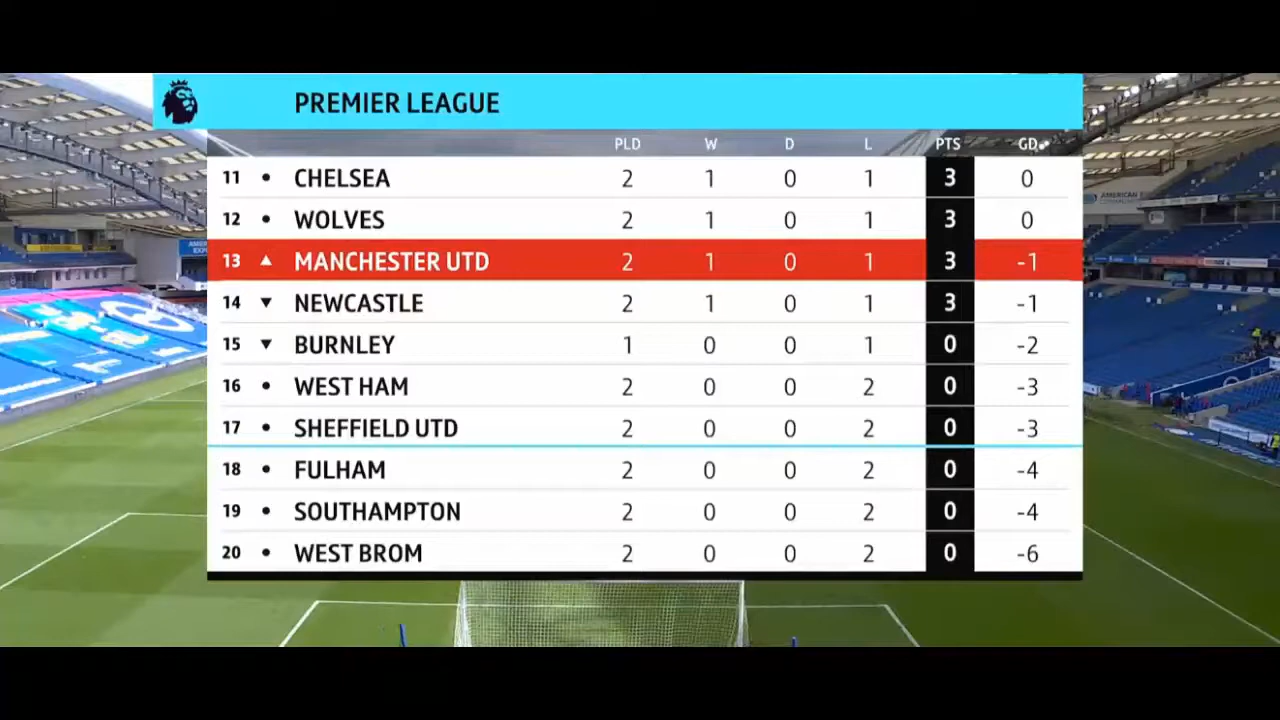 PREMIER LEAGUE
PLD W D L PTS GD
11 • CHELSEA 2 1 0 1 3 0
12 • WOLVES 2 1 0 1 3 0
13 ▲ MANCHESTER UTD 2 1 0 1 3 -1
14 ▼ NEWCASTLE 2 1 0 1 3 -1
15 ▼ BURNLEY 1 0 0 1 0 -2
16 • WEST HAM 2 0 0 2 0 -3
17 • SHEFFIELD UTD 2 0 0 2 0 -3
18 • FULHAM 2 0 0 2 0 -4
19 • SOUTHAMPTON 2 0 0 2 0 -4
20 • WEST BROM 2 0 0 2 0 -6
AMERICAN